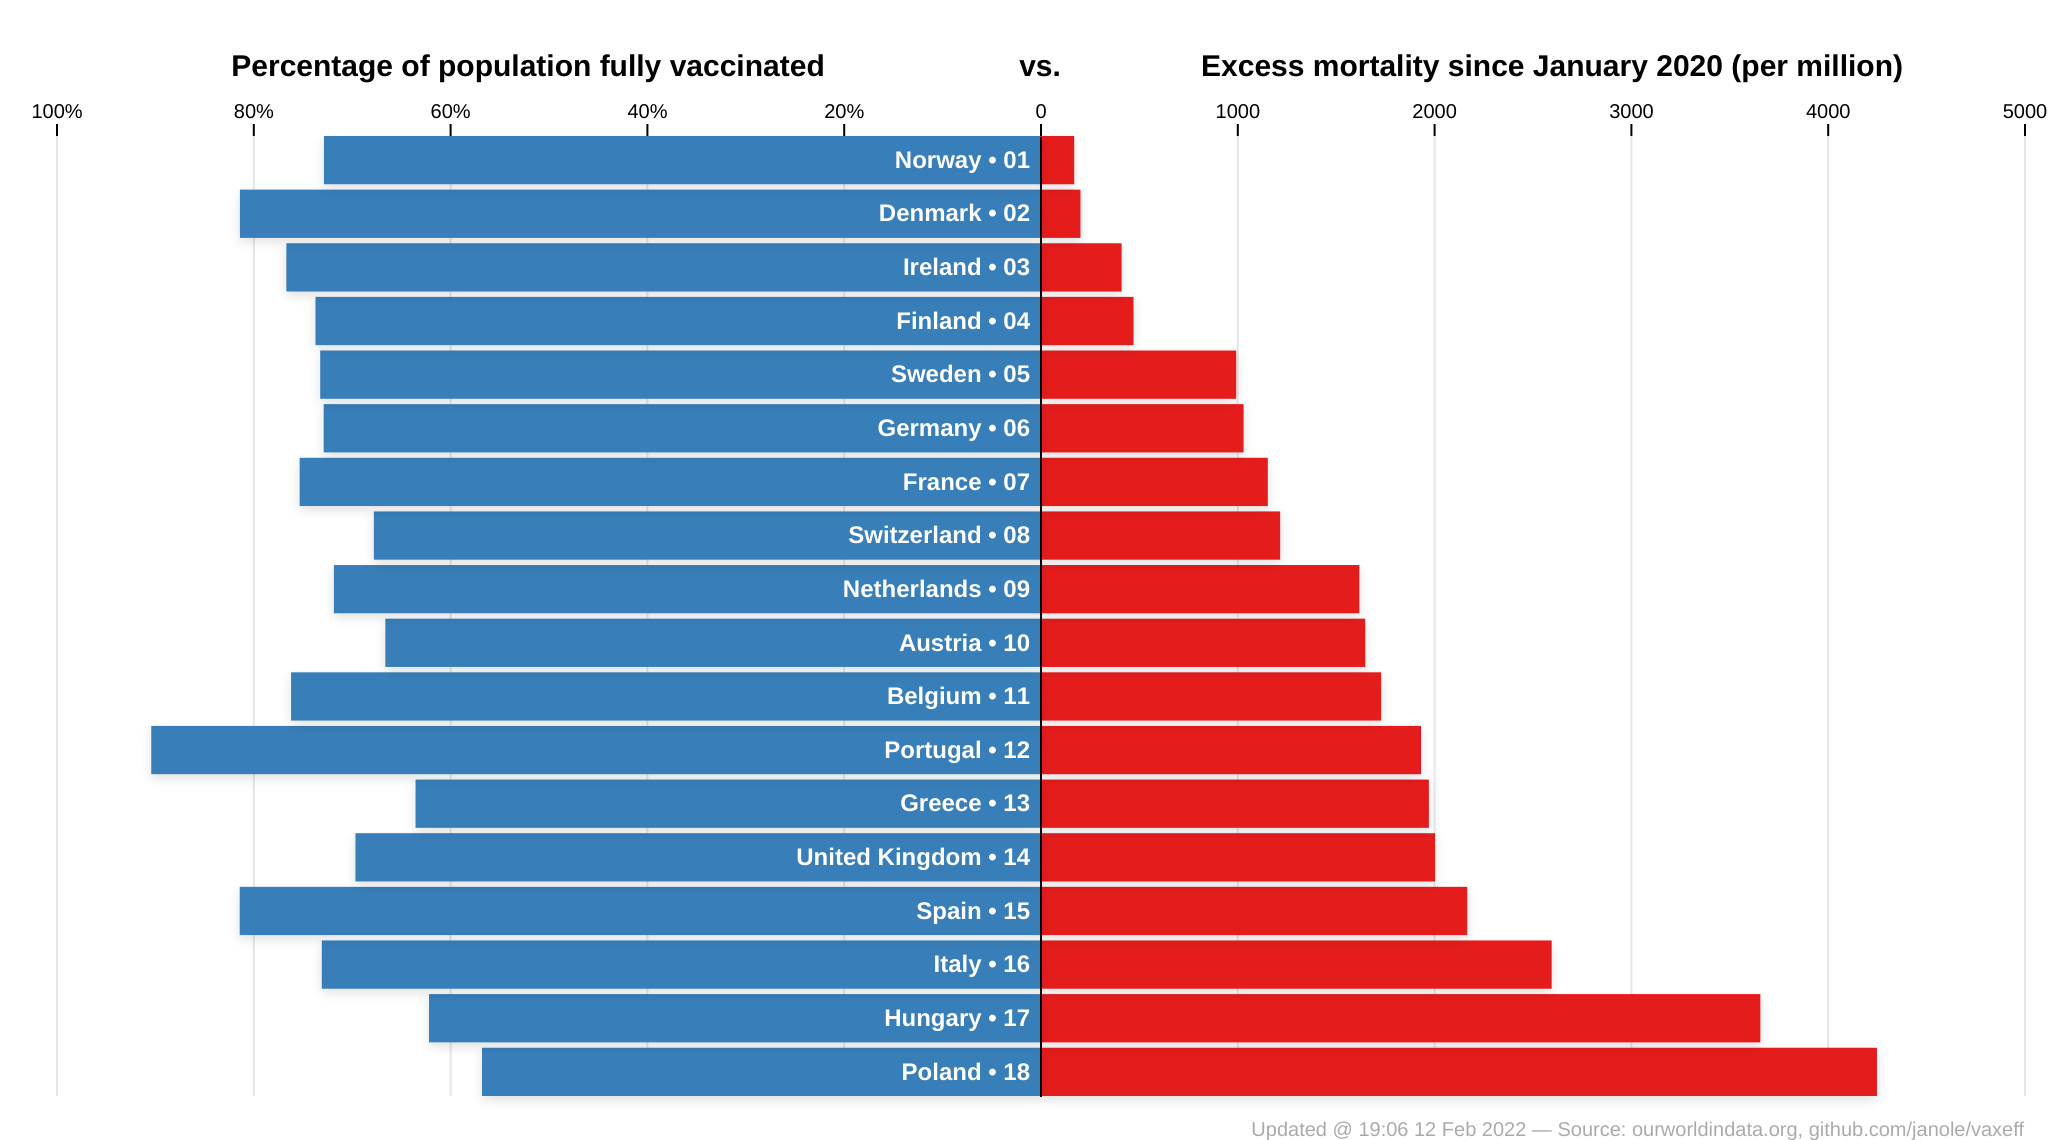 Percentage of population fully vaccinated vs. Excess mortality since January 2020 (per million)
100% 80% 60% 40% 20% 0 1000 2000 3000 4000 5000
Norway • 01
Denmark • 02
Ireland • 03
Finland • 04
Sweden • 05
Germany • 06
France • 07
Switzerland • 08
Netherlands • 09
Austria • 10
Belgium • 11
Portugal • 12
Greece • 13
United Kingdom • 14
Spain • 15
Italy • 16
Hungary • 17
Poland • 18
Updated @ 19:06 12 Feb 2022 — Source: ourworldindata.org, github.com/janole/vaxeff